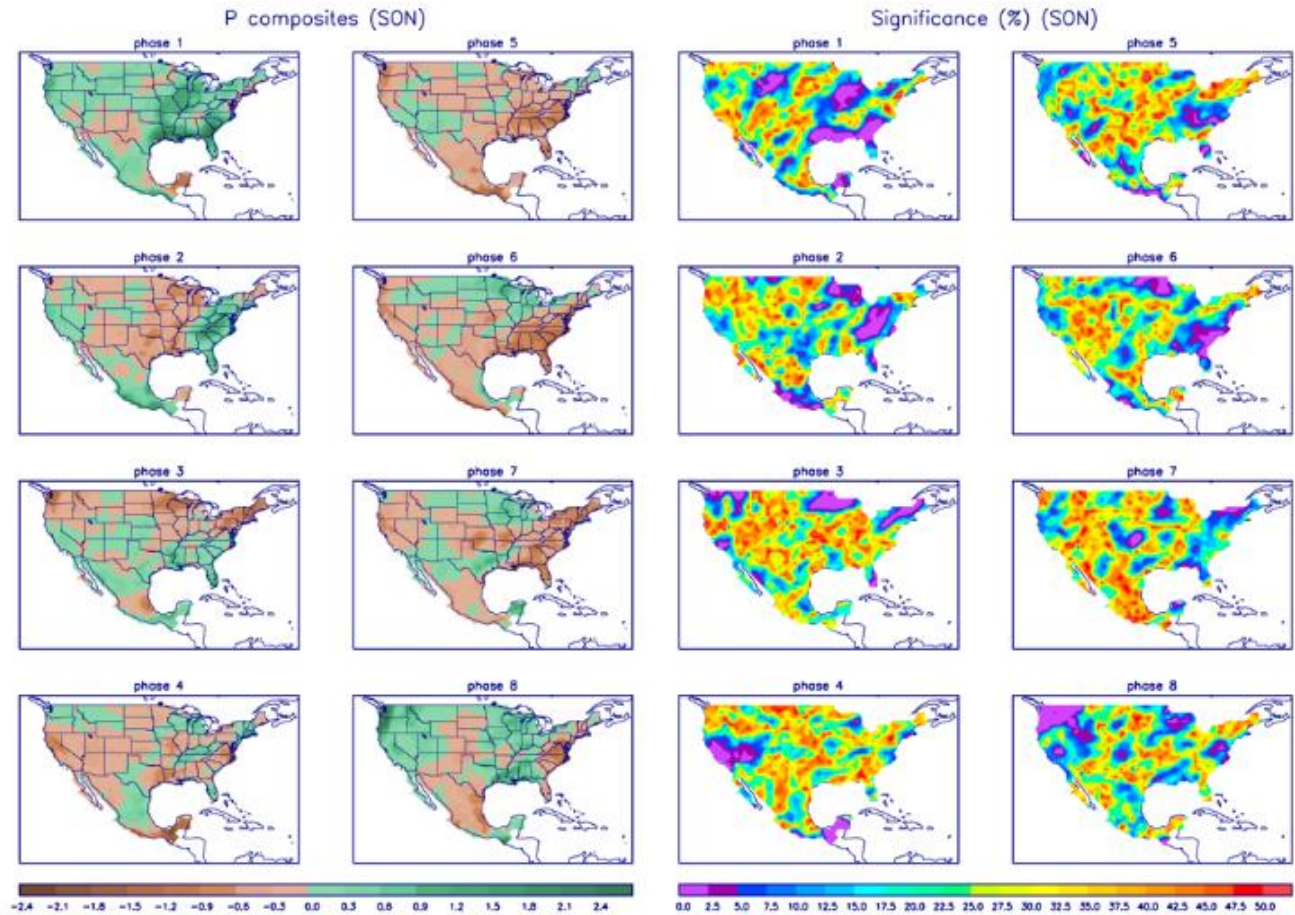 P composites (SON) Significance (%) (SON)
phase 1 phase 5 phase 1 phase 5
phase 2 phase 6 phase 2 phase 6
phase 3 phase 7 phase 3 phase 7
phase 4 phase 8 phase 4 phase 8
-2.4 -2.1 -1.8 -1.5 -1.2 -0.9 -0.6 -0.3 0.0 0.3 0.6 0.9 1.2 1.5 1.8 2.1 2.4 0.0 2.5 5.0 7.5 10.0 12.5 15.0 17.5 20.0 22.5 25.0 27.5 30.0 32.5 35.0 37.5 40.0 42.5 45.0 47.5 50.0